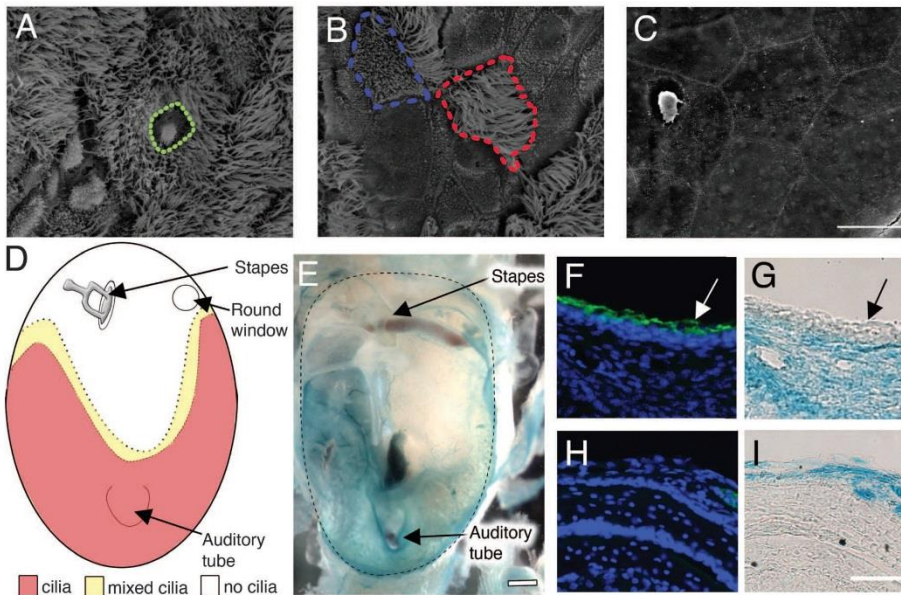 A
B
C
D
Stapes
Round
window
Auditory
tube
cilia
mixed cilia
no cilia
E
Stapes
Auditory
tube
F
G
H
I